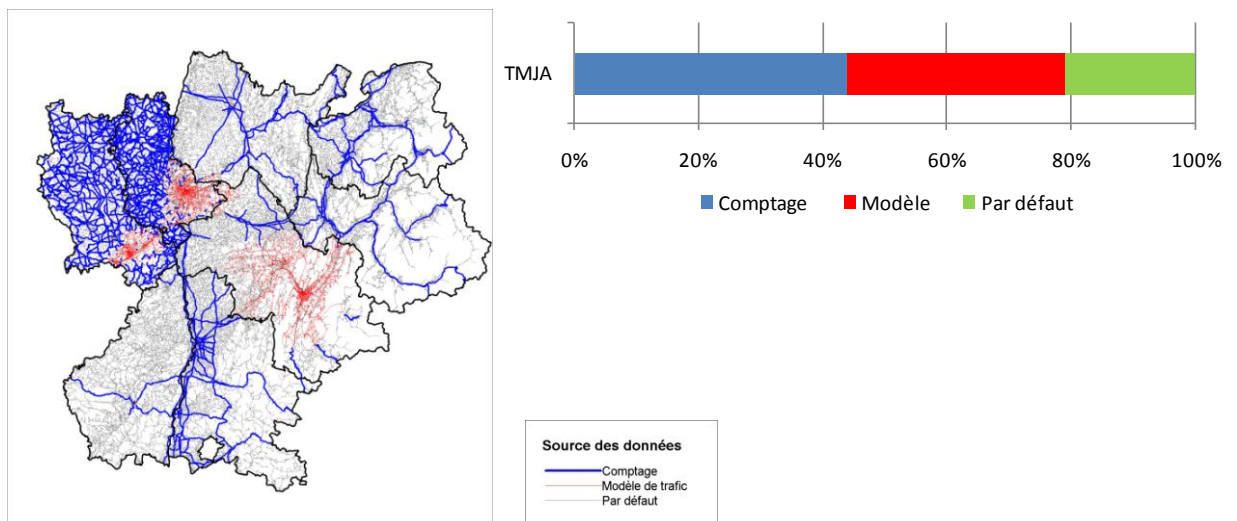 TMJA
0% 20% 40% 60% 80% 100%
Comptage Modèle Par défaut
Source des données
Comptage
Modèle de trafic
Par défaut